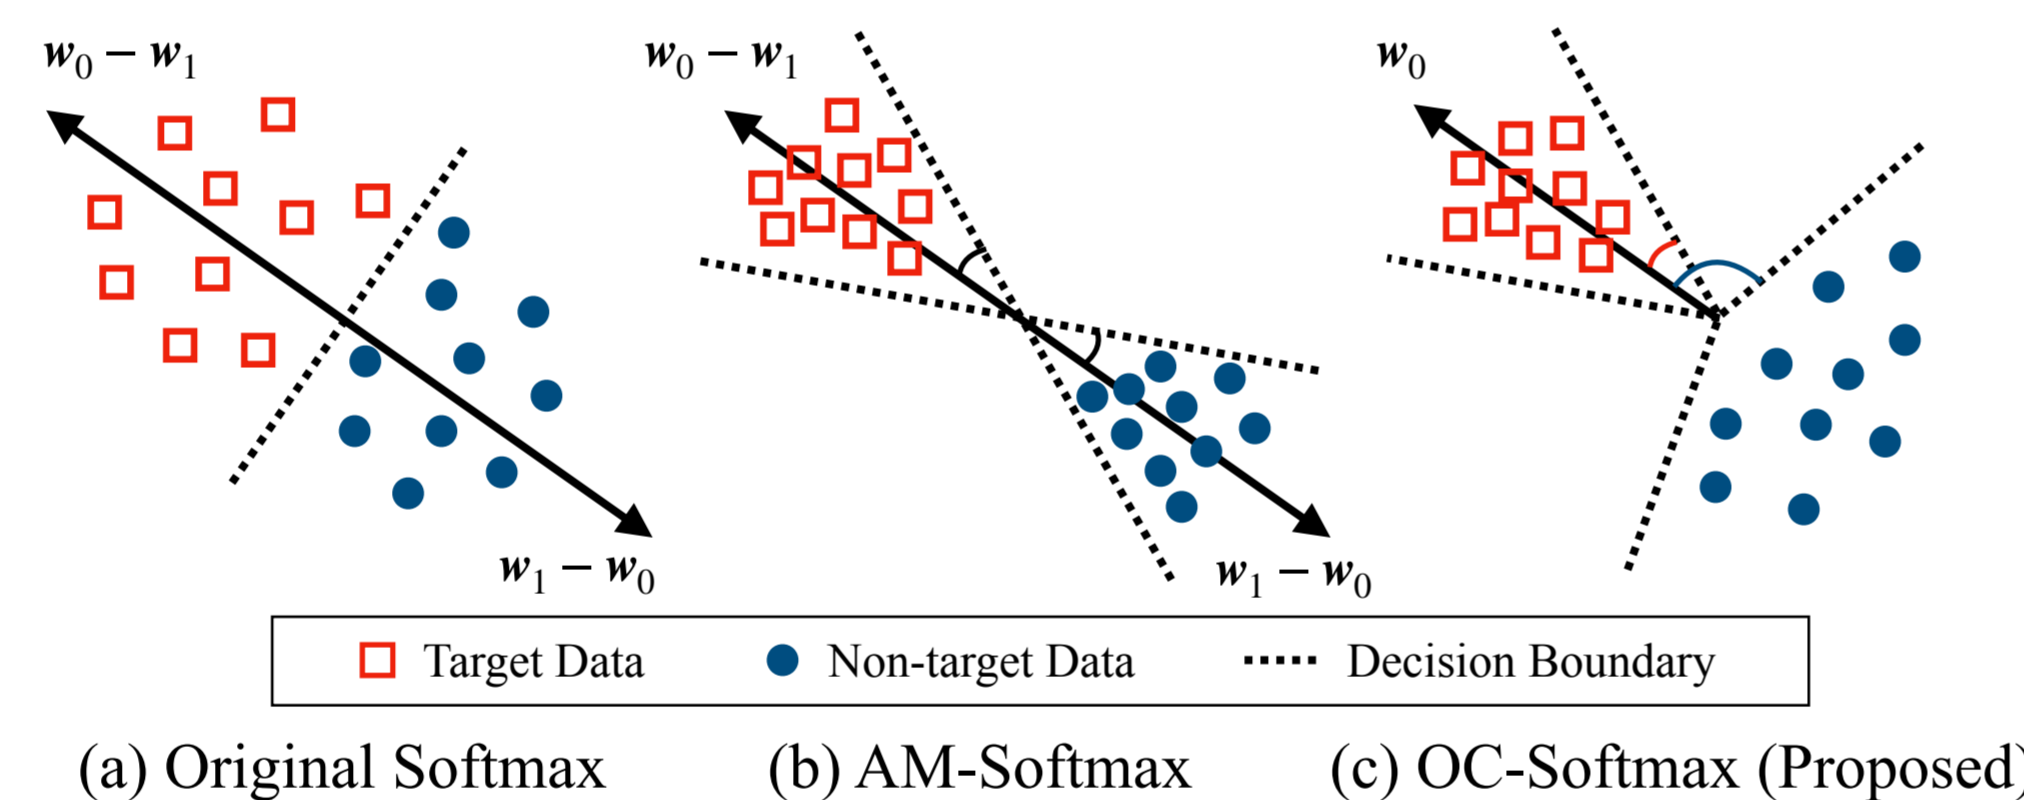 w0 − w1
w1 − w0
w0 − w1
w1 − w0
w0
Target Data
Non-target Data
Decision Boundary
(a) Original Softmax
(b) AM-Softmax
(c) OC-Softmax (Proposed)